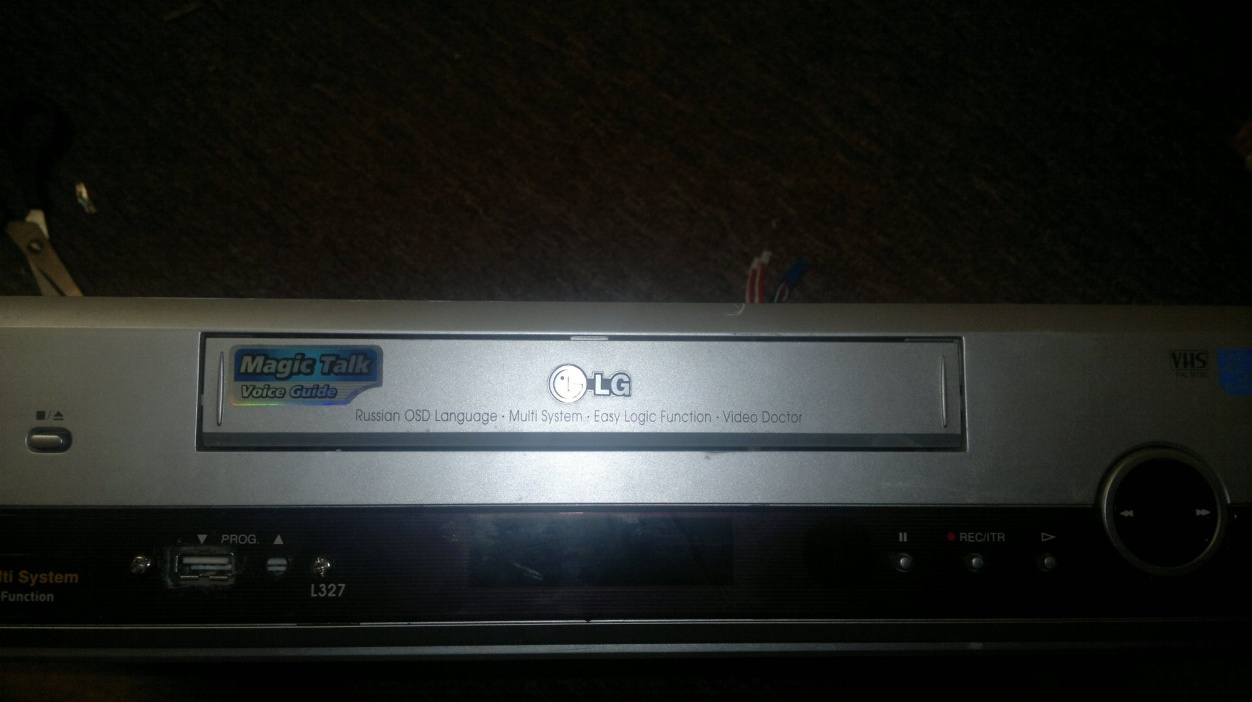 Magic Talk
Voice Guide
LG
Russian OSD Language · Multi System · Easy Logic Function · Video Doctor
VHS
PROG.
REC/ITR
L327
ti System
Function